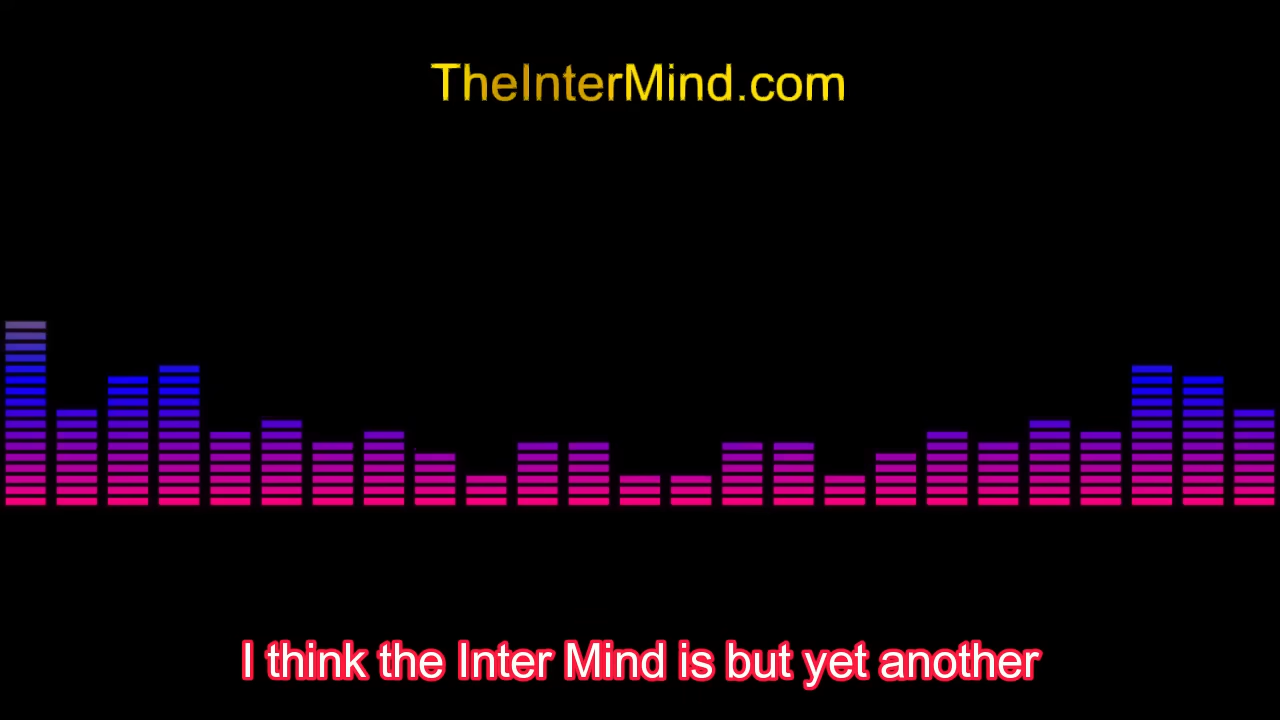 TheInterMind.com
I think the Inter Mind is but yet another